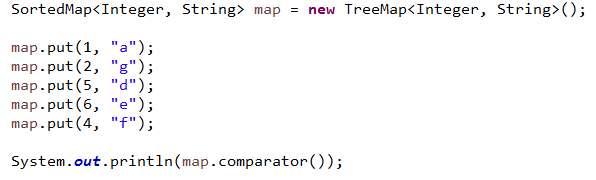 SortedMap<Integer, String> map = new TreeMap<Integer, String>();
map.put(1, "a");
map.put(2, "g");
map.put(5, "d");
map.put(6, "e");
map.put(4, "f");
System.out.println(map.comparator());